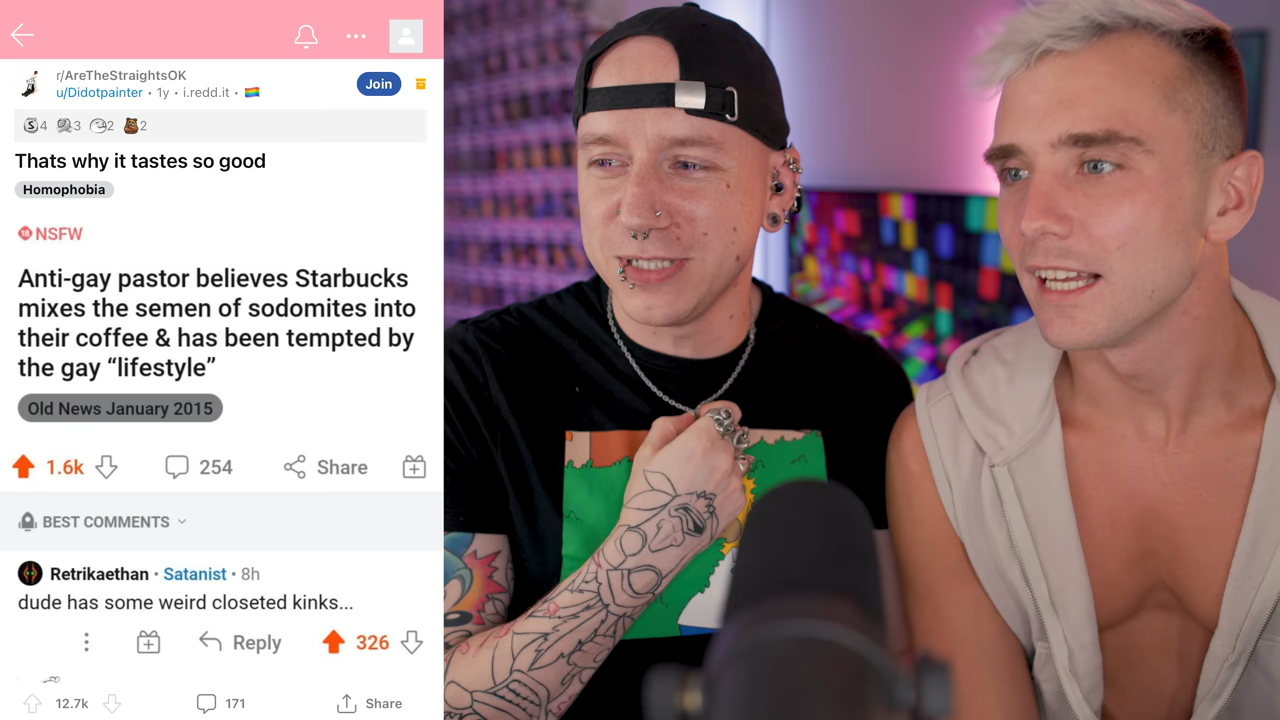 r/AreTheStraightsOK
u/Didotpainter • 1y • i.redd.it • 🏳️‍🌈
Join
4 3 2 2
Thats why it tastes so good
Homophobia
18 NSFW
Anti-gay pastor believes Starbucks
mixes the semen of sodomites into
their coffee & has been tempted by
the gay “lifestyle”
Old News January 2015
1.6k 254 Share
BEST COMMENTS
Retrikaethan • Satanist • 8h
dude has some weird closeted kinks...
Reply 326
12.7k 171 Share